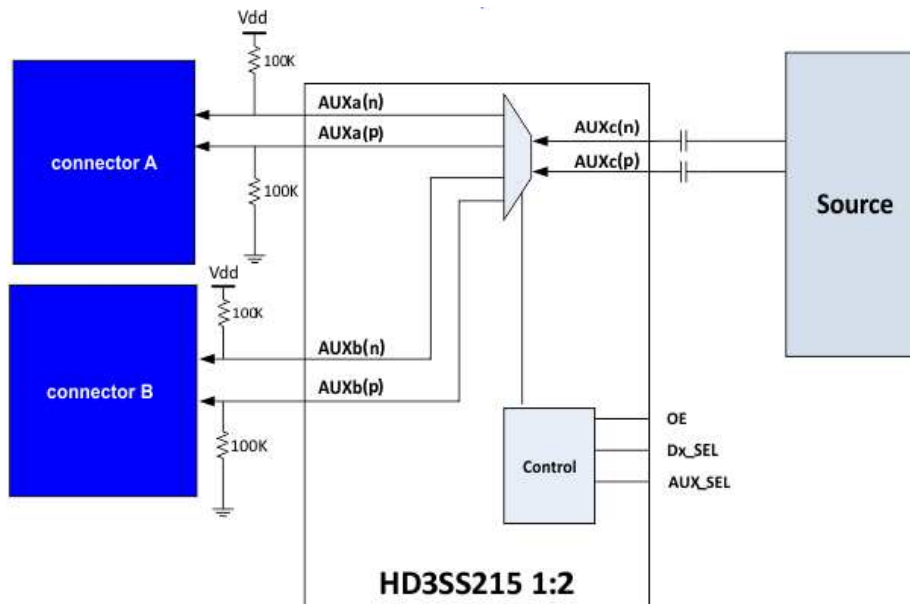 Vdd
100K
AUXa(n)
AUXa(p)
connector A
100K
AUXc(n)
AUXc(p)
Source
Vdd
100K
AUXb(n)
connector B
AUXb(p)
100K
Control
OE
Dx_SEL
AUX_SEL
HD3SS215 1:2